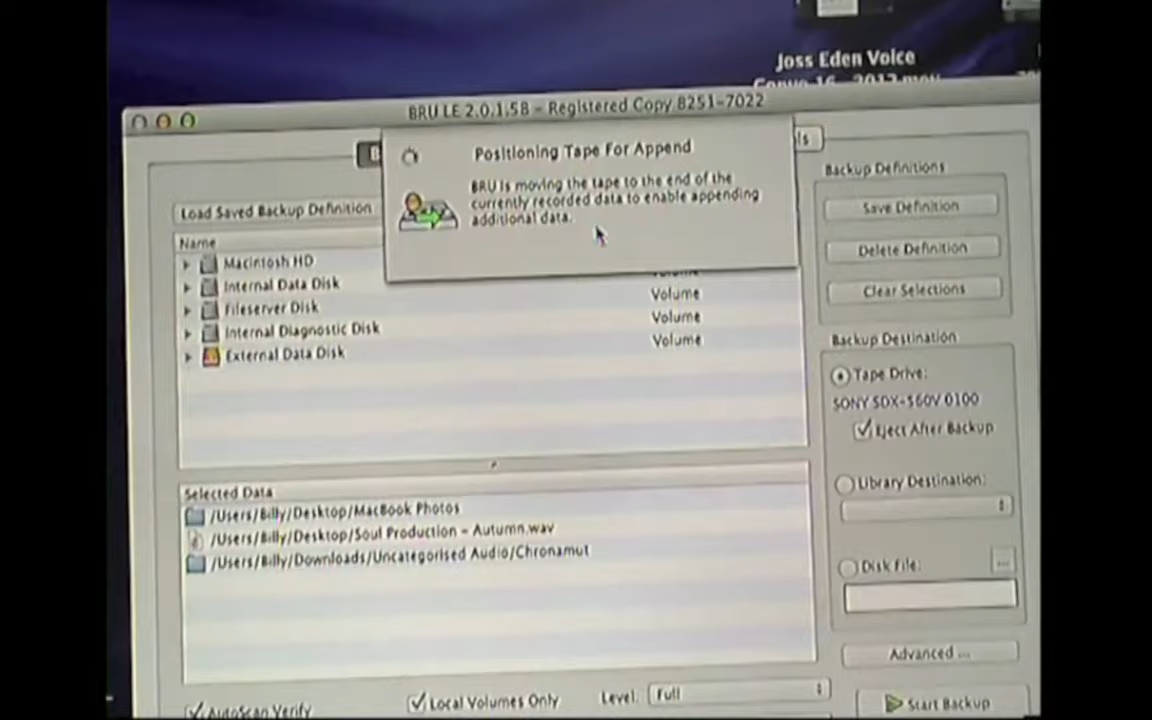 Joss Eden Voice
BRU LE 2.0.1.58 - Registered Copy 8251-7022
Positioning Tape For Append
BRU is moving the tape to the end of the
currently recorded data to enable appending
additional data.
Load Saved Backup Definition
Name
Macintosh HD
Internal Data Disk
Volume
Fileserver Disk
Volume
Internal Diagnostic Disk
Volume
External Data Disk
Backup Definitions
Save Definition
Delete Definition
Clear Selections
Backup Destination
Tape Drive:
SONY SDX-560V 0100
Eject After Backup
Library Destination:
Disk File:
...
Advanced ...
Start Backup
Selected Data
/Users/Billy/Desktop/MacBook Photos
/Users/Billy/Desktop/Soul Production - Autumn.wav
/Users/Billy/Downloads/Uncategorised Audio/Chronamut
AutoScan Verify
Local Volumes Only
Level:
Full